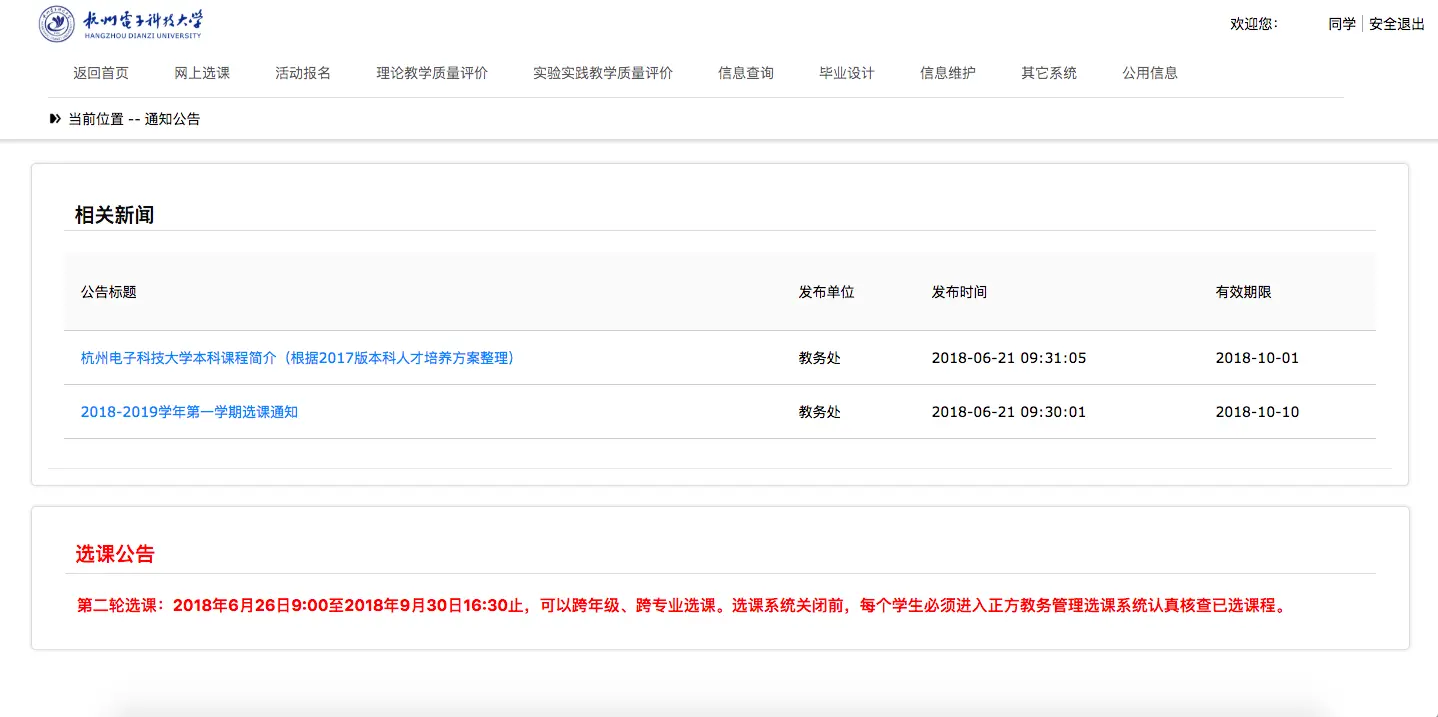 杭州電子科技大学
HANGZHOU DIANZI UNIVERSITY
欢迎您： 同学 安全退出
返回首页 网上选课 活动报名 理论教学质量评价 实验实践教学质量评价 信息查询 毕业设计 信息维护 其它系统 公用信息
当前位置 -- 通知公告
相关新闻
公告标题 发布单位 发布时间 有效期限
杭州电子科技大学本科课程简介（根据2017版本科人才培养方案整理） 教务处 2018-06-21 09:31:05 2018-10-01
2018-2019学年第一学期选课通知 教务处 2018-06-21 09:30:01 2018-10-10
选课公告
第二轮选课：2018年6月26日9:00至2018年9月30日16:30止，可以跨年级、跨专业选课。选课系统关闭前，每个学生必须进入正方教务管理选课系统认真核查已选课程。